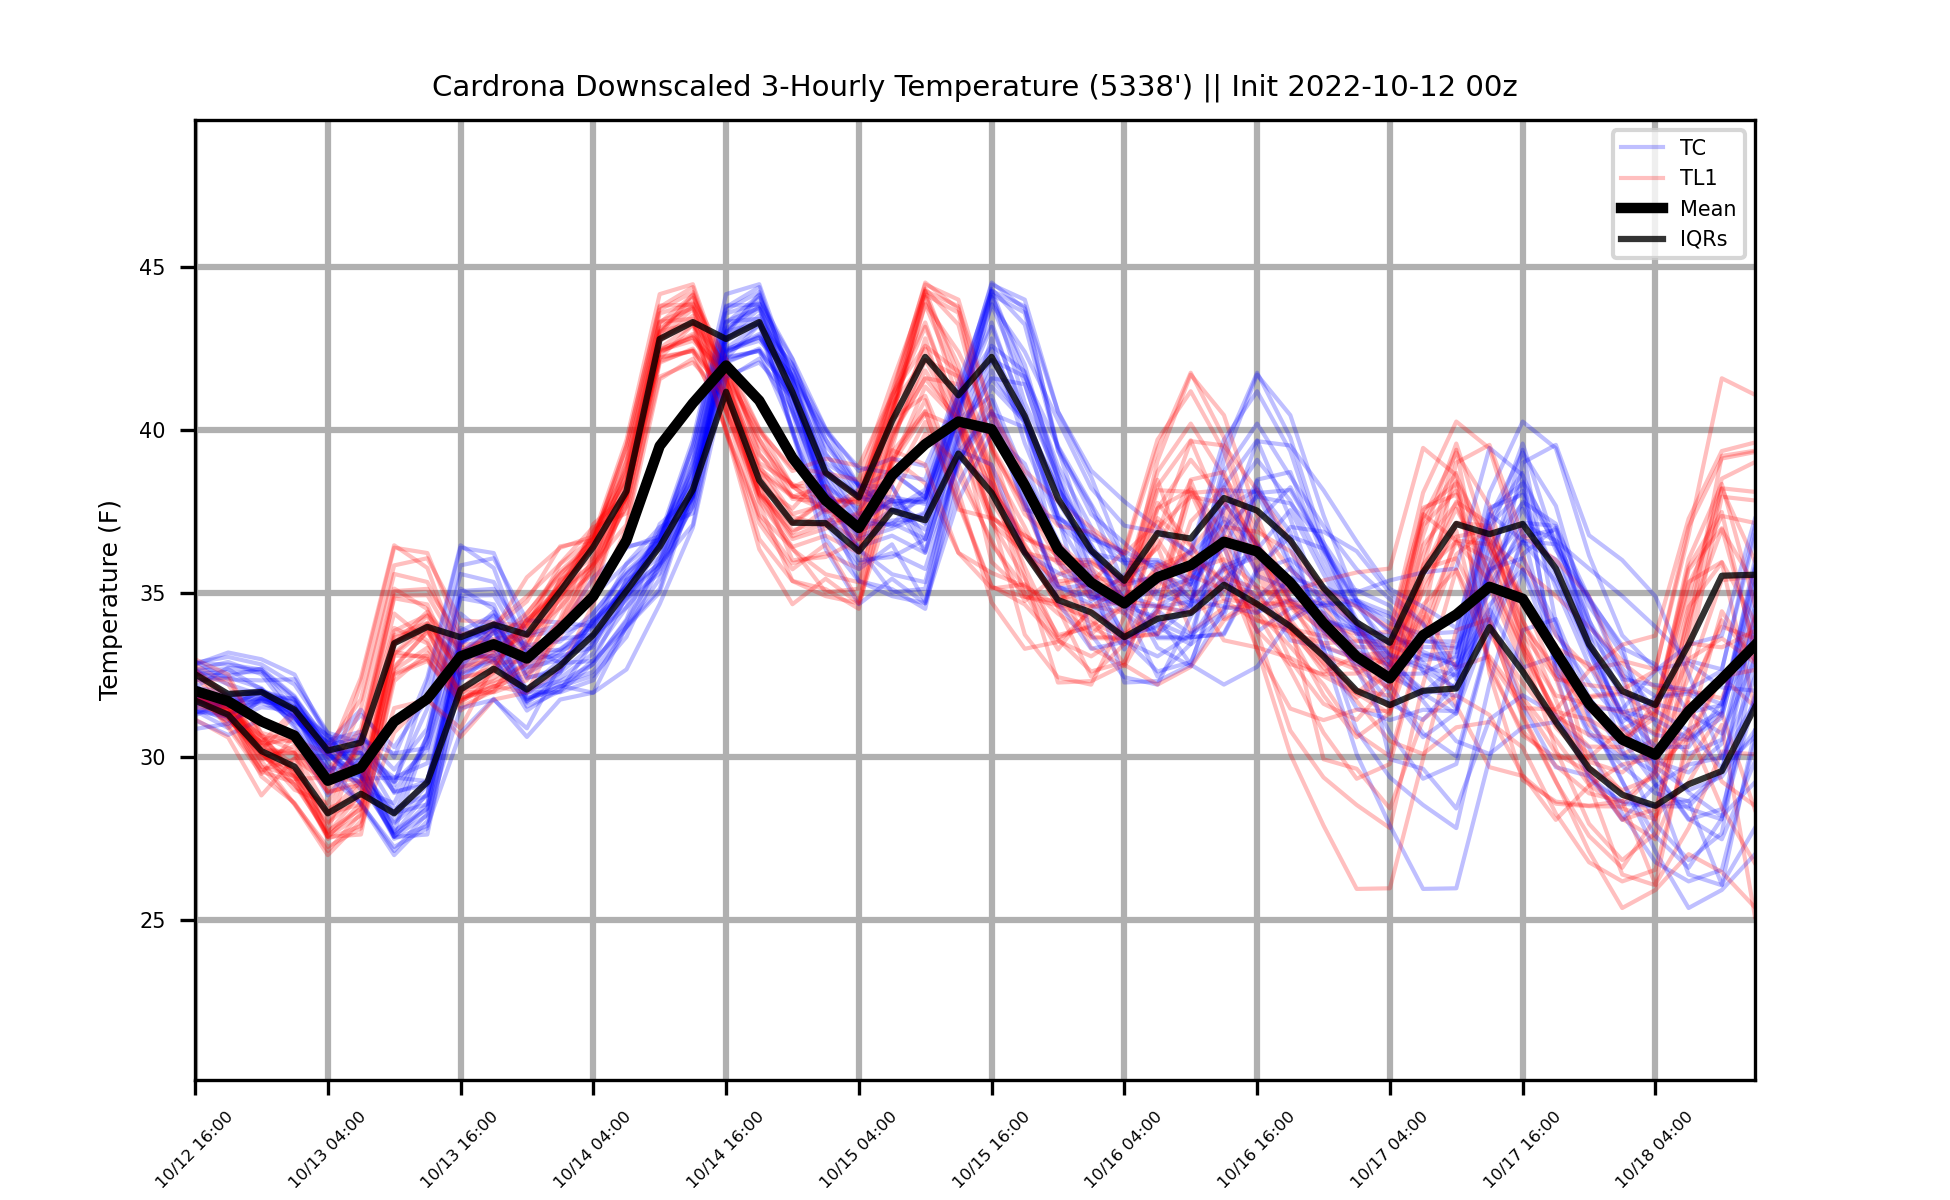 Cardrona Downscaled 3-Hourly Temperature (5338') || Init 2022-10-12 00z
TC
TL1
Mean
IQRs
Temperature (F)
45
40
35
30
25
10/12 16:00
10/13 04:00
10/13 16:00
10/14 04:00
10/14 16:00
10/15 04:00
10/15 16:00
10/16 04:00
10/16 16:00
10/17 04:00
10/17 16:00
10/18 04:00